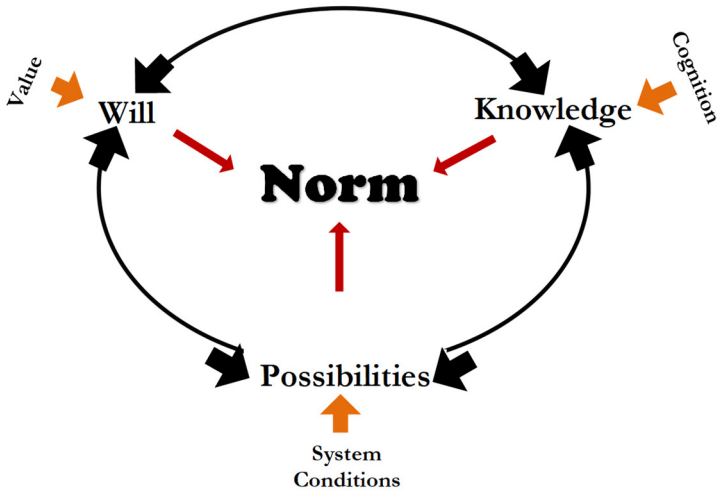 Value
Will
Knowledge
Cognition
Norm
Possibilities
System
Conditions